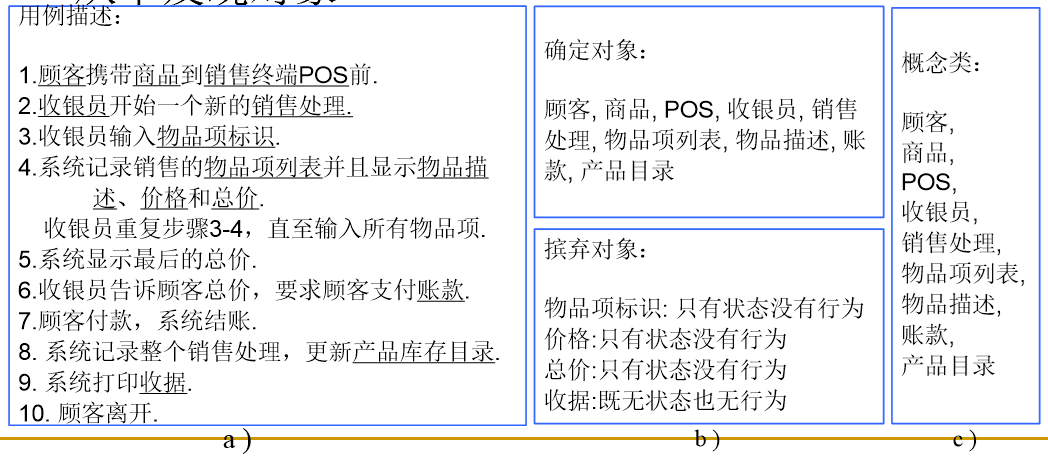 用例描述：
1.顾客携带商品到销售终端POS前.
2.收银员开始一个新的销售处理.
3.收银员输入物品项标识.
4.系统记录销售的物品项列表并且显示物品描
述、价格和总价.
收银员重复步骤3-4，直至输入所有物品项.
5.系统显示最后的总价.
6.收银员告诉顾客总价，要求顾客支付账款.
7.顾客付款，系统结账.
8. 系统记录整个销售处理，更新产品库存目录.
9. 系统打印收据.
10. 顾客离开.
a )
确定对象：
顾客, 商品, POS, 收银员, 销售
处理, 物品项列表, 物品描述, 账
款, 产品目录
摈弃对象：
物品项标识: 只有状态没有行为
价格:只有状态没有行为
总价:只有状态没有行为
收据:既无状态也无行为
b )
概念类：
顾客,
商品,
POS,
收银员,
销售处理,
物品项列表,
物品描述,
账款,
产品目录
c )